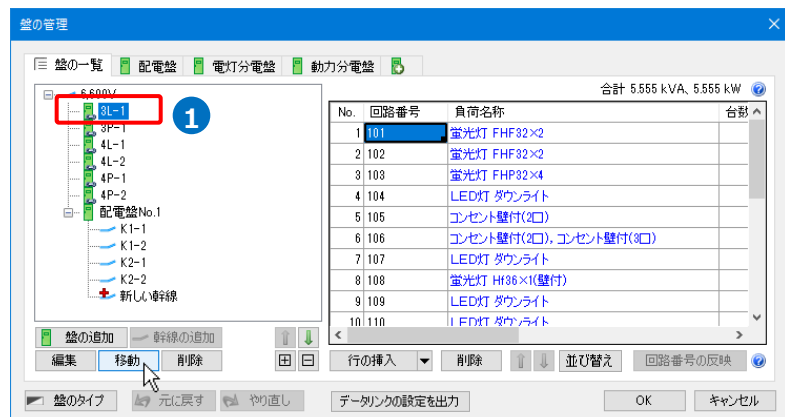 盤の管理
盤の一覧 配電盤 電灯分電盤 動力分電盤
合計 5.555 kVA、5.555 kW
6,600V
3L-1
1
3P-1
4L-1
4L-2
4P-1
4P-2
配電盤No.1
K1-1
K1-2
K2-1
K2-2
新しい幹線
No. 回路番号 負荷名称 台数
1 101 蛍光灯 FHF32×2
2 102 蛍光灯 FHF32×2
3 103 蛍光灯 FHP32×4
4 104 LED灯 ダウンライト
5 105 コンセント壁付(2口)
6 106 コンセント壁付(2口), コンセント壁付(3口)
7 107 LED灯 ダウンライト
8 108 蛍光灯 Hf36×1(壁付)
9 109 LED灯 ダウンライト
10 110 LED灯 ダウンライト
盤の追加 幹線の追加
編集 移動 削除
行の挿入 削除 並び替え 回路番号の反映
盤のタイプ 元に戻す やり直し データリンクの設定を出力 OK キャンセル